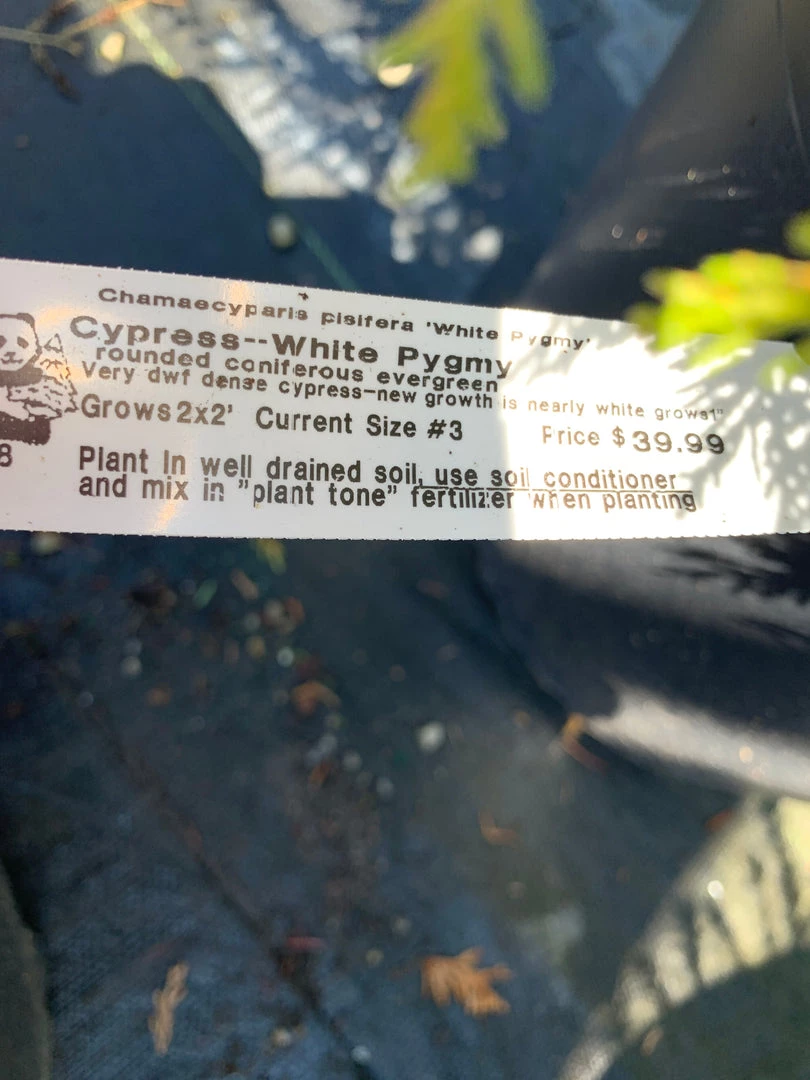 Chamaecyparis pisifera 'White Pygmy'
Cypress--White Pygmy
rounded coniferous evergreen
Very dwf dense cypress-new growth is nearly white grows1"
Grows 2x2' Current Size #3 Price $39.99
8
Plant In well drained soil, use soil conditioner
and mix in "plant tone" fertilizer when planting